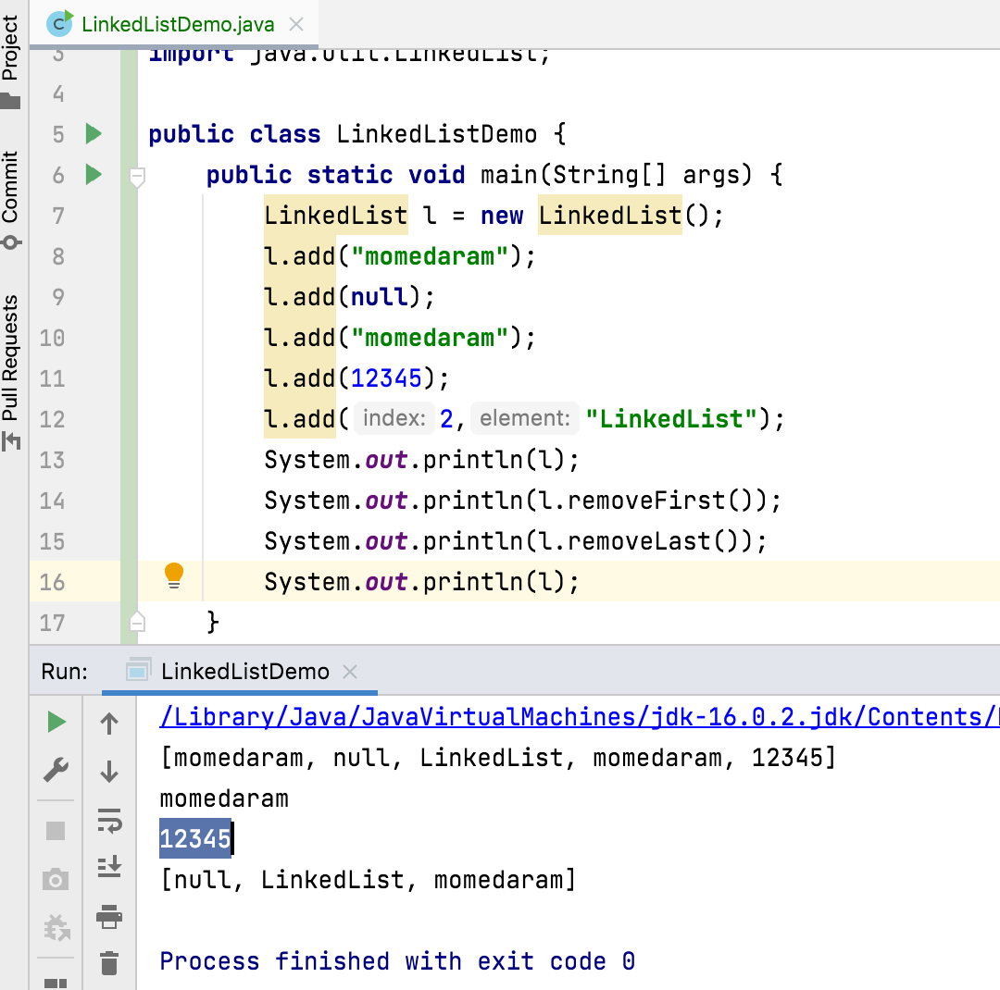 LinkedListDemo.java
Project
Commit
Pull Requests
3 import java.util.LinkedList;
4
5 public class LinkedListDemo {
6 public static void main(String[] args) {
7 LinkedList l = new LinkedList();
8 l.add("momedaram");
9 l.add(null);
10 l.add("momedaram");
11 l.add(12345);
12 l.add( index: 2, element: "LinkedList");
13 System.out.println(l);
14 System.out.println(l.removeFirst());
15 System.out.println(l.removeLast());
16 System.out.println(l);
17 }
Run: LinkedListDemo
/Library/Java/JavaVirtualMachines/jdk-16.0.2.jdk/Contents/
[momedaram, null, LinkedList, momedaram, 12345]
momedaram
12345
[null, LinkedList, momedaram]
Process finished with exit code 0